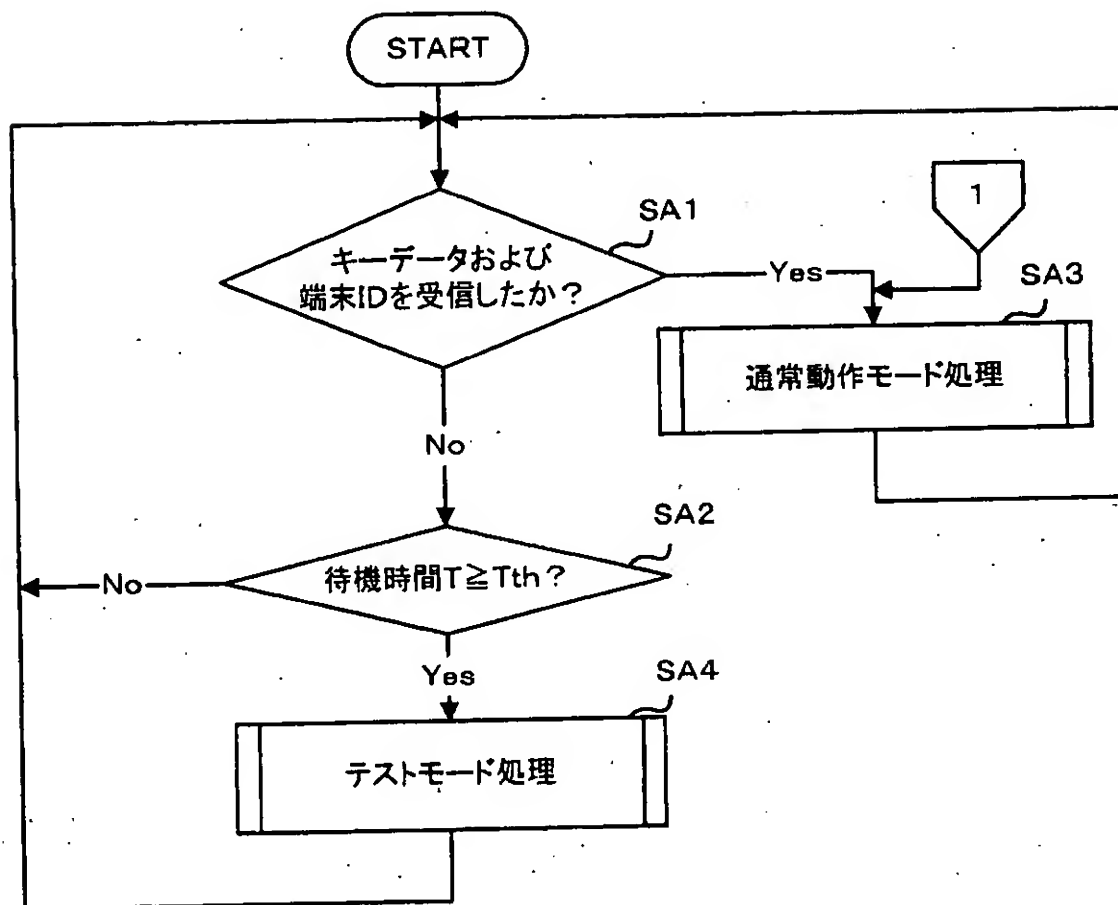 START
SA1
1
キーデータおよび
端末IDを受信したか？
Yes
SA3
通常動作モード処理
No
SA2
待機時間T≧Tth？
No
Yes
SA4
テストモード処理